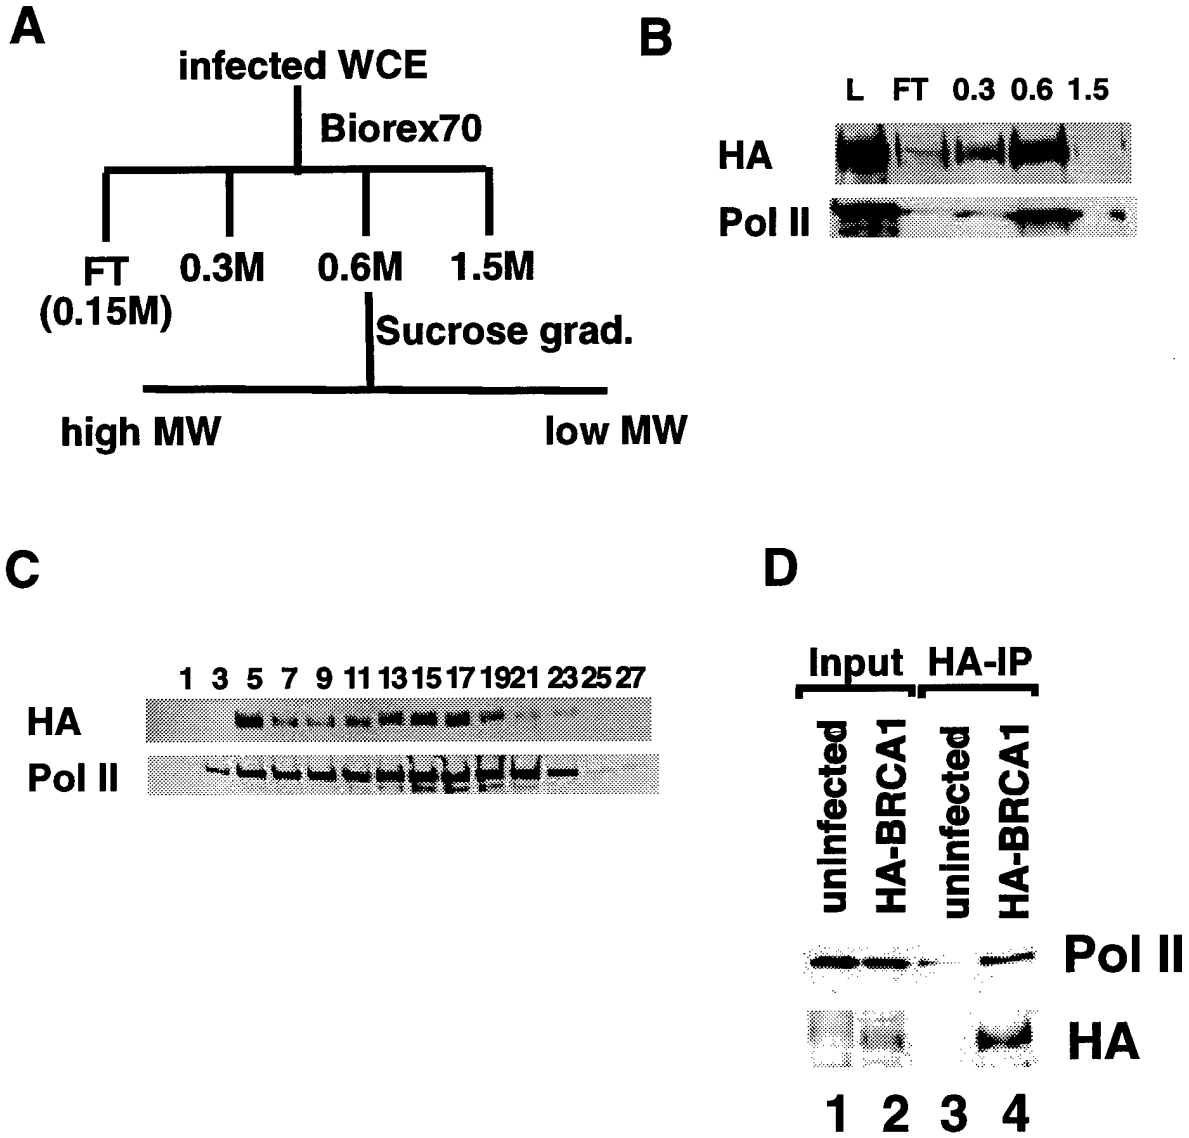 A
infected WCE
Biorex70
FT 0.3M 0.6M 1.5M
(0.15M)
Sucrose grad.
high MW low MW
B
L FT 0.3 0.6 1.5
HA
Pol II
C
1 3 5 7 9 11 13 15 17 19 21 23 25 27
HA
Pol II
D
Input HA-IP
uninfected HA-BRCA1 uninfected HA-BRCA1
Pol II
HA
1 2 3 4